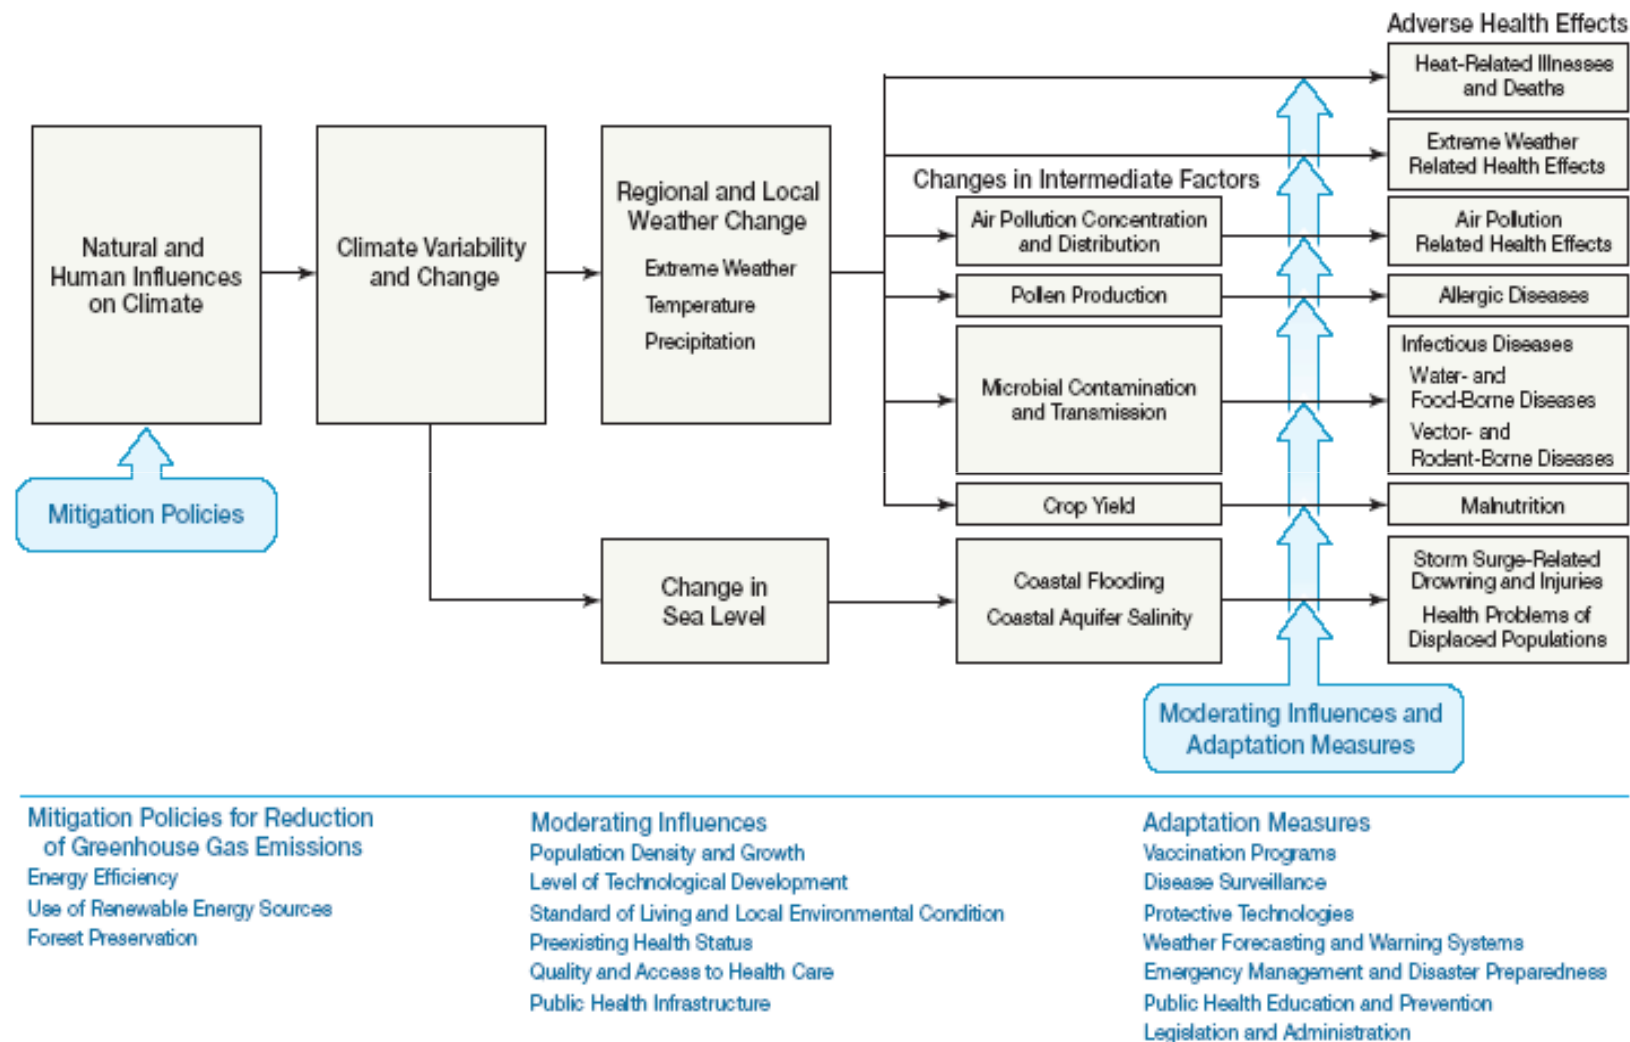 Adverse Health Effects
Heat-Related Illnesses
and Deaths
Extreme Weather
Related Health Effects
Changes in Intermediate Factors
Natural and
Human Influences
on Climate
Climate Variability
and Change
Regional and Local
Weather Change
Extreme Weather
Temperature
Precipitation
Air Pollution Concentration
and Distribution
Air Pollution
Related Health Effects
Pollen Production
Allergic Diseases
Microbial Contamination
and Transmission
Infectious Diseases
Water- and
Food-Borne Diseases
Vector- and
Rodent-Borne Diseases
Mitigation Policies
Crop Yield
Malnutrition
Change in
Sea Level
Coastal Flooding
Coastal Aquifer Salinity
Storm Surge-Related
Drowning and Injuries
Health Problems of
Displaced Populations
Moderating Influences and
Adaptation Measures
Mitigation Policies for Reduction
of Greenhouse Gas Emissions
Energy Efficiency
Use of Renewable Energy Sources
Forest Preservation
Moderating Influences
Population Density and Growth
Level of Technological Development
Standard of Living and Local Environmental Condition
Preexisting Health Status
Quality and Access to Health Care
Public Health Infrastructure
Adaptation Measures
Vaccination Programs
Disease Surveillance
Protective Technologies
Weather Forecasting and Warning Systems
Emergency Management and Disaster Preparedness
Public Health Education and Prevention
Legislation and Administration